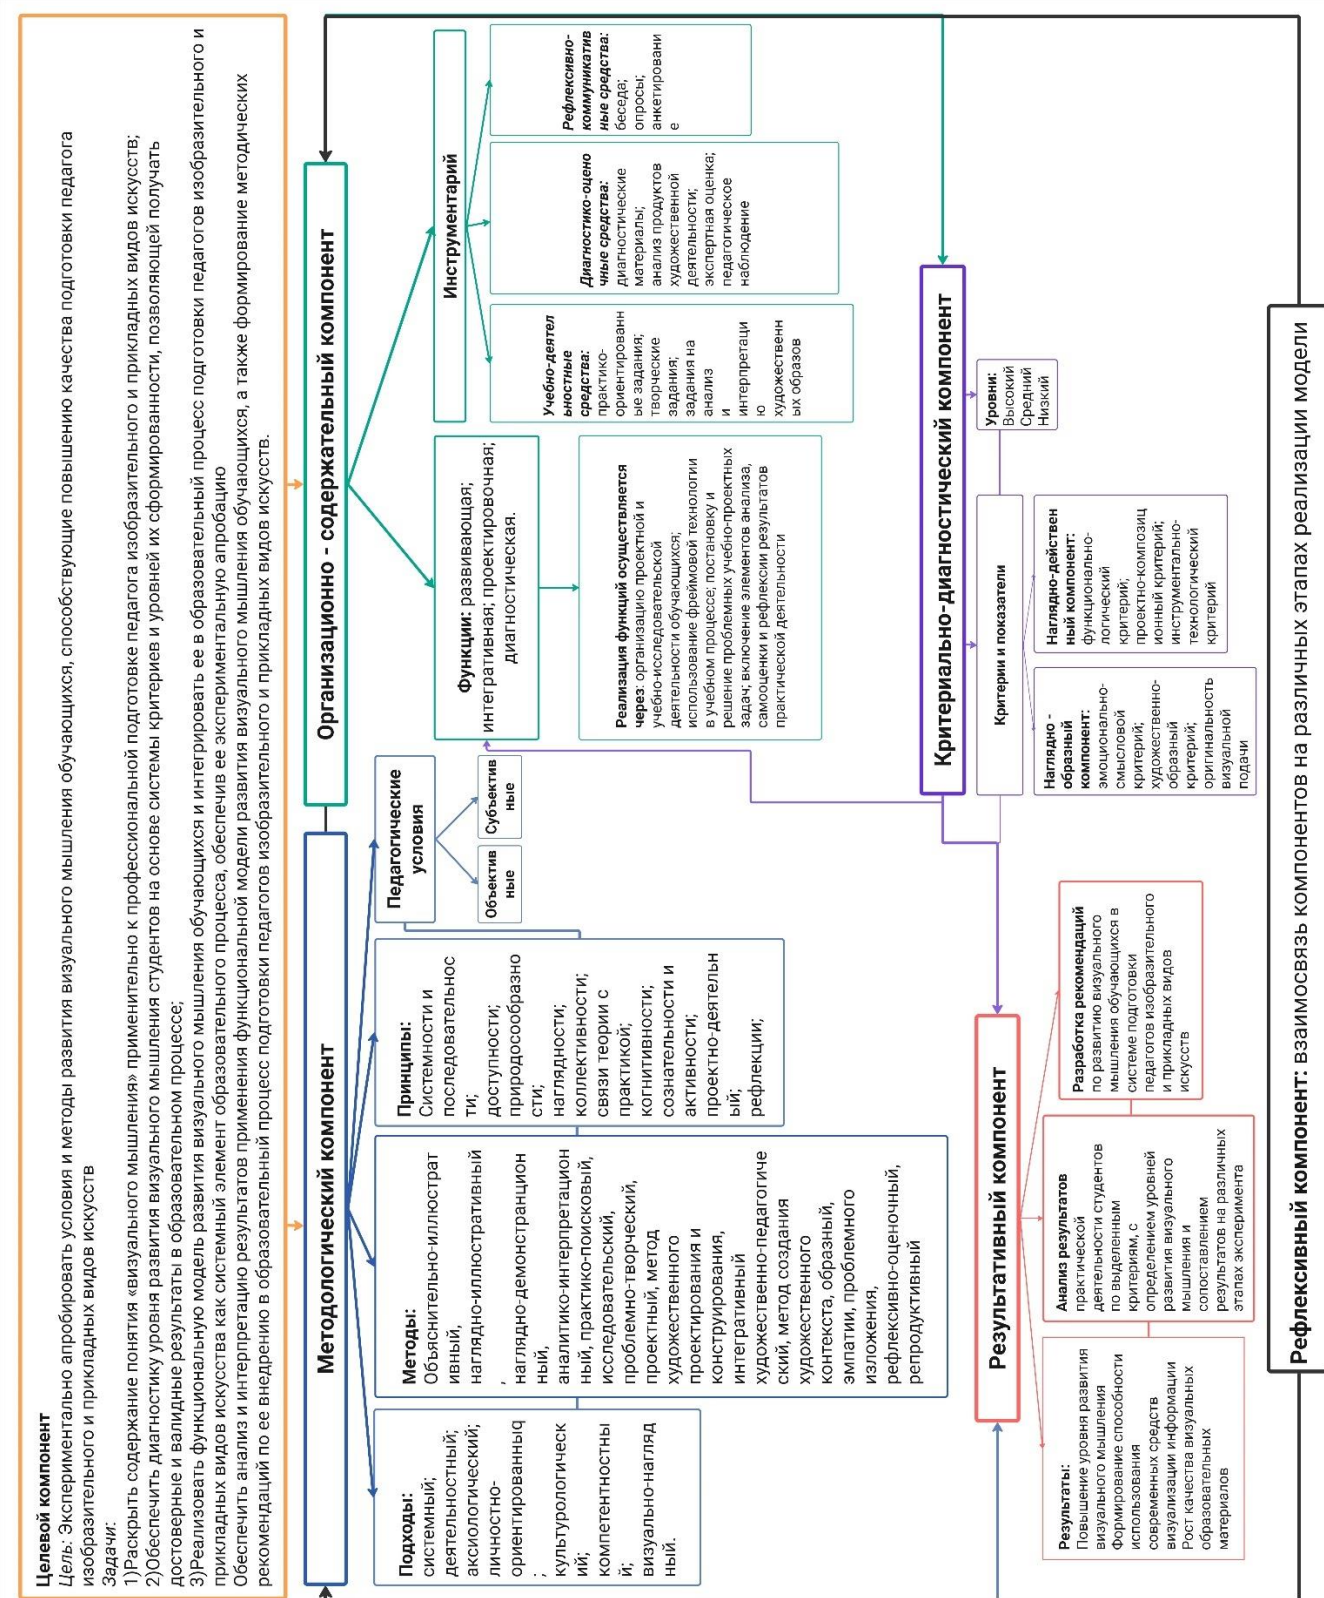 Целевой компонент
Цель: Экспериментально апробировать условия и методы развития визуального мышления обучающихся, способствующие повышению качества подготовки педагога
изобразительного и прикладных видов искусств
Задачи:
1)Раскрыть содержание понятия «визуального мышления» применительно к профессиональной подготовке педагога изобразительного и прикладных видов искусств;
2)Обеспечить диагностику уровня развития визуального мышления студентов на основе системы критериев и уровней их сформированности, позволяющей получать
достоверные и валидные результаты в образовательном процессе;
3)Реализовать функциональную модель развития визуального мышления обучающихся и интегрировать ее в образовательный процесс подготовки педагогов изобразительного и
прикладных видов искусства как системный элемент образовательного процесса, обеспечив ее экспериментальную апробацию
Обеспечить анализ и интерпретацию результатов применения функциональной модели развития визуального мышления обучающихся, а также формирование методических
рекомендаций по ее внедрению в образовательный процесс подготовки педагогов изобразительного и прикладных видов искусств.
Методологический компонент
Подходы:
системный;
деятельностный;
аксиологический;
личностно-
ориентированныq
;
культурологическ
ий;
компетентностны
й;
визуально-нагляд
ный.
Методы:
Объяснительно-иллюстрат
ивный,
наглядно-иллюстративный
,
наглядно-демонстранцион
ный,
аналитико-интерпретацион
ный, практико-поисковый,
исследовательский,
проблемно-творческий,
проектный, метод
художественного
проектирования и
конструирования,
интегративный
художественно-педагогиче
ский, метод создания
художественного
контекста, образный,
эмпатии, проблемного
изложения,
рефлексивно-оценочный,
репродуктивный
Принципы:
Системности и
последовательнос
ти;
доступности;
природосообразно
сти;
наглядности;
коллективности;
связи теории с
практикой;
когнитивности;
сознательности и
активности;
проектно-деятельн
ый;
рефлекции;
Педагогические
условия
Объектив
ные
Субъектив
ные
Организационно - содержательный компонент
Функции: развивающая;
интегративная; проектировочная;
диагностическая.
Реализация функций осуществляется
через: организацию проектной и
учебно-исследовательской
деятельности обучающихся;
использование фреймовой технологии
в учебном процессе; постановку и
решение проблемных учебно-проектных
задач; включение элементов анализа,
самооценки и рефлексии результатов
практической деятельности
Инструментарий
Учебно-деятел
ьностные
средства:
практико-
ориентированн
ые задания;
творческие
задания;
задания на
анализ
и
интерпретаци
ю
художественн
ых образов
Диагностико-оцено
чные средства:
диагностические
материалы;
анализ продуктов
художественной
деятельности;
экспертная оценка;
педагогическое
наблюдение
Рефлексивно-
коммуникатив
ные средства:
беседа;
опросы;
анкетировани
е
Критериально-диагностический компонент
Критерии и показатели
Наглядно -
образный
компонент:
эмоционально-
смысловой
критерий;
художественно-
образный
критерий;
оригинальность
визуальной
подачи
Наглядно-действен
ный компонент:
функционально-
логический
критерий;
проектно-композиц
ионный критерий;
инструментально-
технологический
критерий
Уровни:
Высокий
Средний
Низкий
Результативный компонент
Результаты:
Повышение уровня развития
визуального мышления
Формирование способности
использования
современных средств
визуализации информации
Рост качества визуальных
образовательных
материалов
Анализ результатов
практической
деятельности студентов
по выделенным
критериям, с
определением уровней
развития визуального
мышления и
сопоставлением
результатов на различных
этапах эксперимента
Разработка рекомендаций
по развитию визуального
мышления обучающихся в
системе подготовки
педагогов изобразительного
и прикладных видов
искусств
Рефлексивный компонент: взаимосвязь компонентов на различных этапах реализации модели